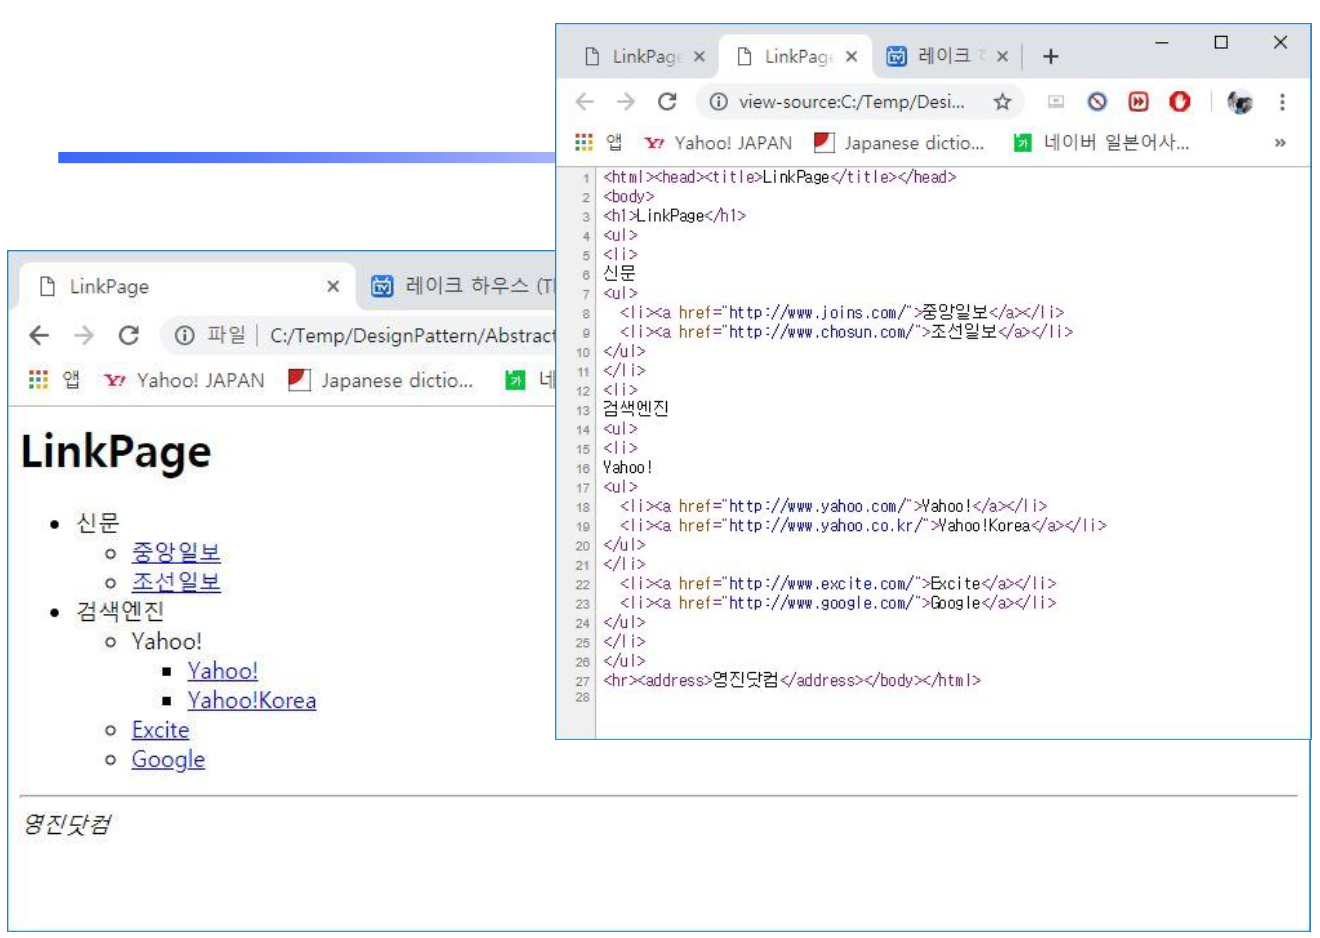 LinkPage
레이크 하우스 (Tl
파일 | C:/Temp/DesignPattern/Abstract
앱 Yahoo! JAPAN Japanese dictio...
LinkPage
신문
중앙일보
조선일보
검색엔진
Yahoo!
Yahoo!
Yahoo!Korea
Excite
Google
영진닷컴
LinkPage LinkPage 레이크
view-source:C:/Temp/Desi...
앱 Yahoo! JAPAN Japanese dictio... 네이버 일본어사... »
1 <html><head><title>LinkPage</title></head>
2 <body>
3 <h1>LinkPage</h1>
4 <ul>
5 <li>
6 신문
7 <ul>
8 <li><a href="http://www.joins.com/">중앙일보</a></li>
9 <li><a href="http://www.chosun.com/">조선일보</a></li>
10 </ul>
11 </li>
12 <li>
13 검색엔진
14 <ul>
15 <li>
16 Yahoo!
17 <ul>
18 <li><a href="http://www.yahoo.com/">Yahoo!</a></li>
19 <li><a href="http://www.yahoo.co.kr/">Yahoo!Korea</a></li>
20 </ul>
21 </li>
22 <li><a href="http://www.excite.com/">Excite</a></li>
23 <li><a href="http://www.google.com/">Google</a></li>
24 </ul>
25 </li>
26 </ul>
27 <hr><address>영진닷컴</address></body></html>
28